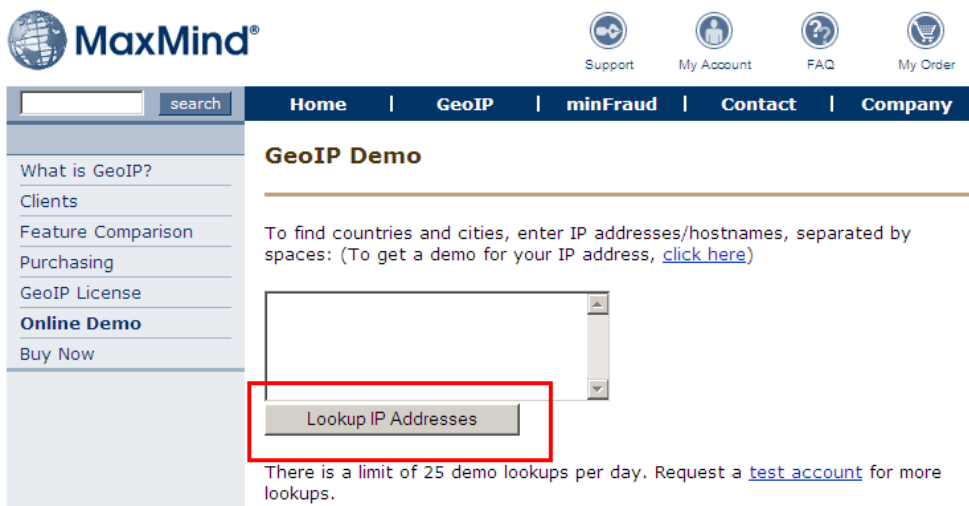 MaxMind®
Support
My Account
FAQ
My Order
search
Home | GeoIP | minFraud | Contact | Company
What is GeoIP?
Clients
Feature Comparison
Purchasing
GeoIP License
Online Demo
Buy Now
GeoIP Demo
To find countries and cities, enter IP addresses/hostnames, separated by
spaces: (To get a demo for your IP address, click here)
Lookup IP Addresses
There is a limit of 25 demo lookups per day. Request a test account for more
lookups.